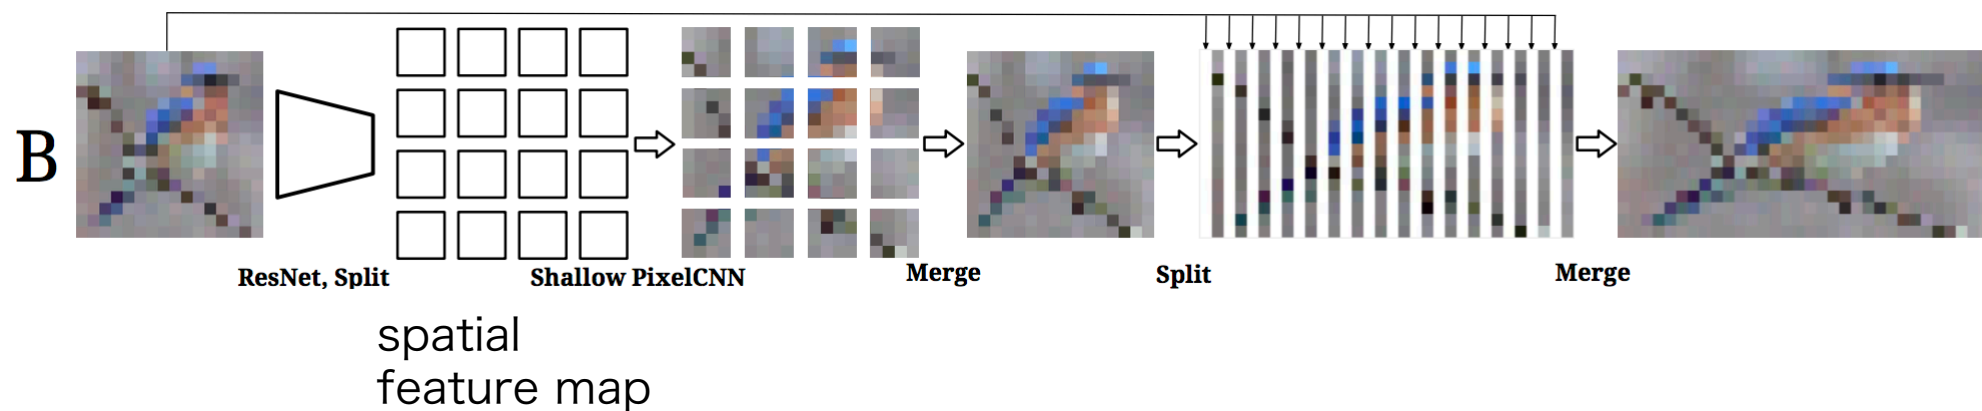 B
ResNet, Split
Shallow PixelCNN
Merge
Split
Merge
spatial
feature map